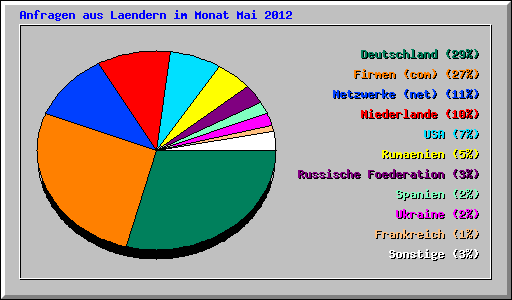 Anfragen aus Laendern im Monat Mai 2012
Deutschland (29%)
Firmen (com) (27%)
Netzwerke (net) (11%)
Niederlande (10%)
USA (7%)
Rumaenien (5%)
Russische Foederation (3%)
Spanien (2%)
Ukraine (2%)
Frankreich (1%)
Sonstige (3%)